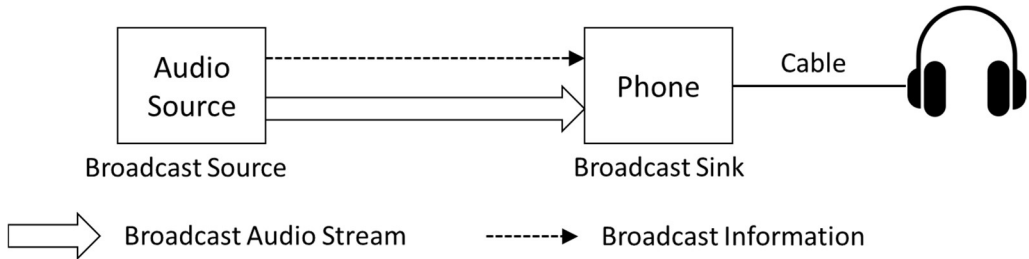 Audio
Source
Phone
Cable
Broadcast Source
Broadcast Sink
Broadcast Audio Stream
Broadcast Information